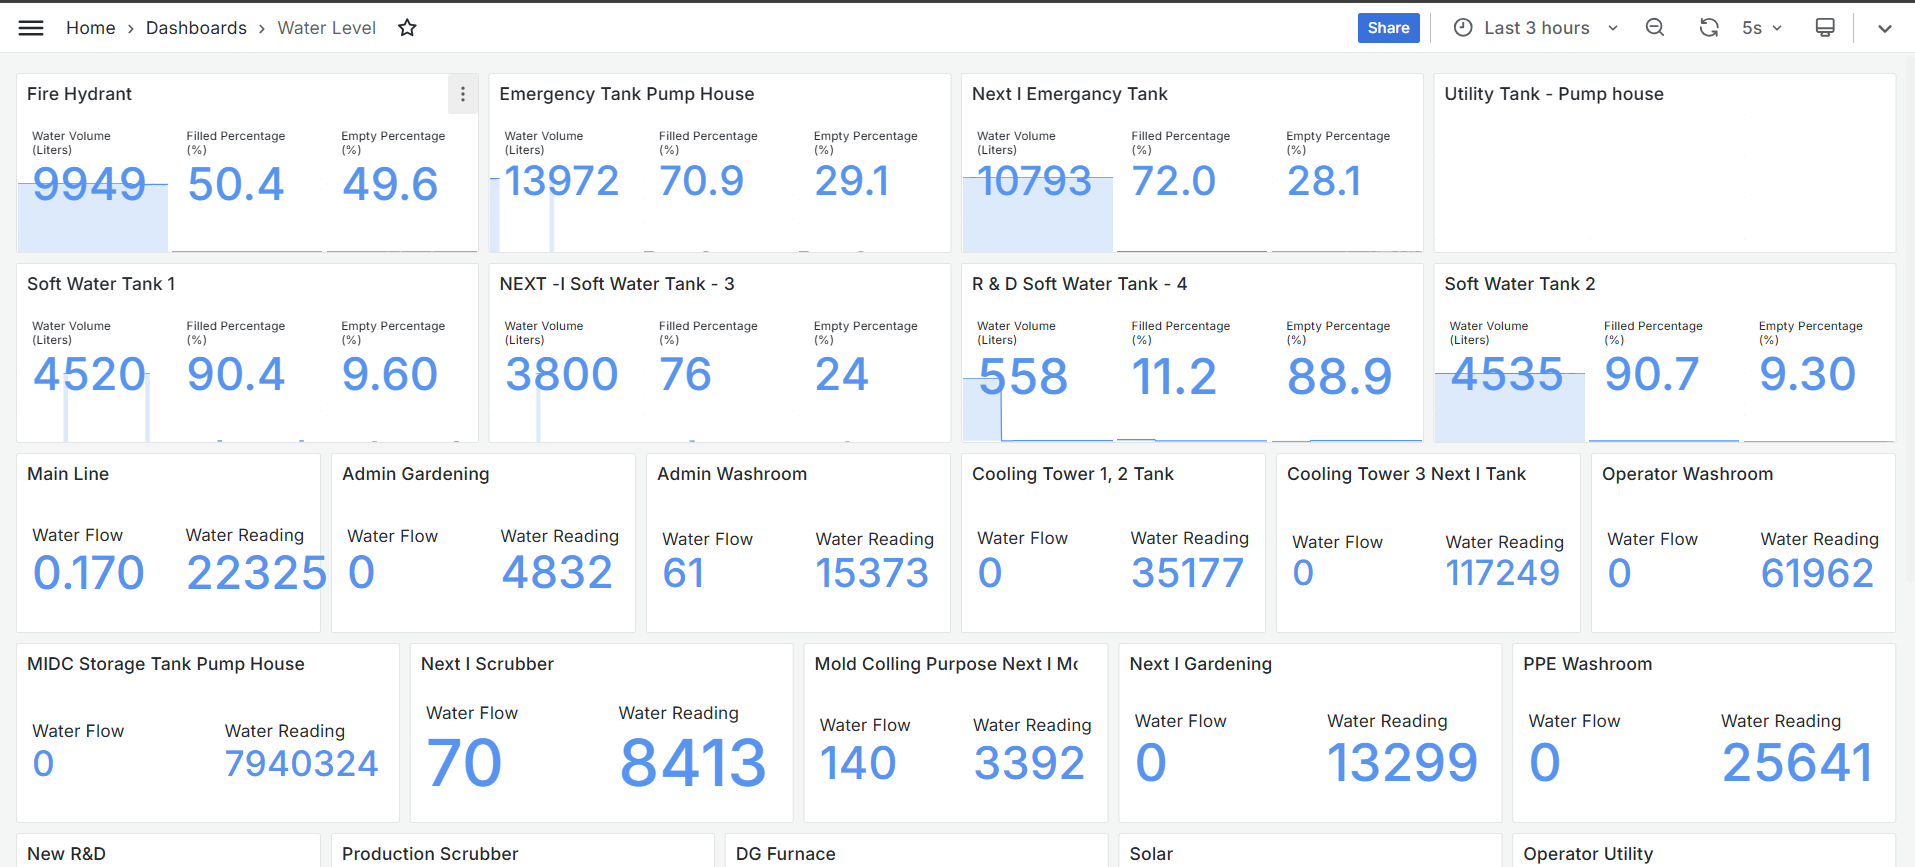 Home › Dashboards › Water Level
Share
Last 3 hours
5s
Fire Hydrant
Water Volume (Liters)
9949
Filled Percentage (%)
50.4
Empty Percentage (%)
49.6
Emergency Tank Pump House
Water Volume (Liters)
13972
Filled Percentage (%)
70.9
Empty Percentage (%)
29.1
Next I Emergancy Tank
Water Volume (Liters)
10793
Filled Percentage (%)
72.0
Empty Percentage (%)
28.1
Utility Tank - Pump house
Soft Water Tank 1
Water Volume (Liters)
4520
Filled Percentage (%)
90.4
Empty Percentage (%)
9.60
NEXT -I Soft Water Tank - 3
Water Volume (Liters)
3800
Filled Percentage (%)
76
Empty Percentage (%)
24
R & D Soft Water Tank - 4
Water Volume (Liters)
558
Filled Percentage (%)
11.2
Empty Percentage (%)
88.9
Soft Water Tank 2
Water Volume (Liters)
4535
Filled Percentage (%)
90.7
Empty Percentage (%)
9.30
Main Line
Water Flow
0.170
Water Reading
22325
Admin Gardening
Water Flow
0
Water Reading
4832
Admin Washroom
Water Flow
61
Water Reading
15373
Cooling Tower 1, 2 Tank
Water Flow
0
Water Reading
35177
Cooling Tower 3 Next I Tank
Water Flow
0
Water Reading
117249
Operator Washroom
Water Flow
0
Water Reading
61962
MIDC Storage Tank Pump House
Water Flow
0
Water Reading
7940324
Next I Scrubber
Water Flow
70
Water Reading
8413
Mold Colling Purpose Next I
Water Flow
140
Water Reading
3392
Next I Gardening
Water Flow
0
Water Reading
13299
PPE Washroom
Water Flow
0
Water Reading
25641
New R&D
Production Scrubber
DG Furnace
Solar
Operator Utility